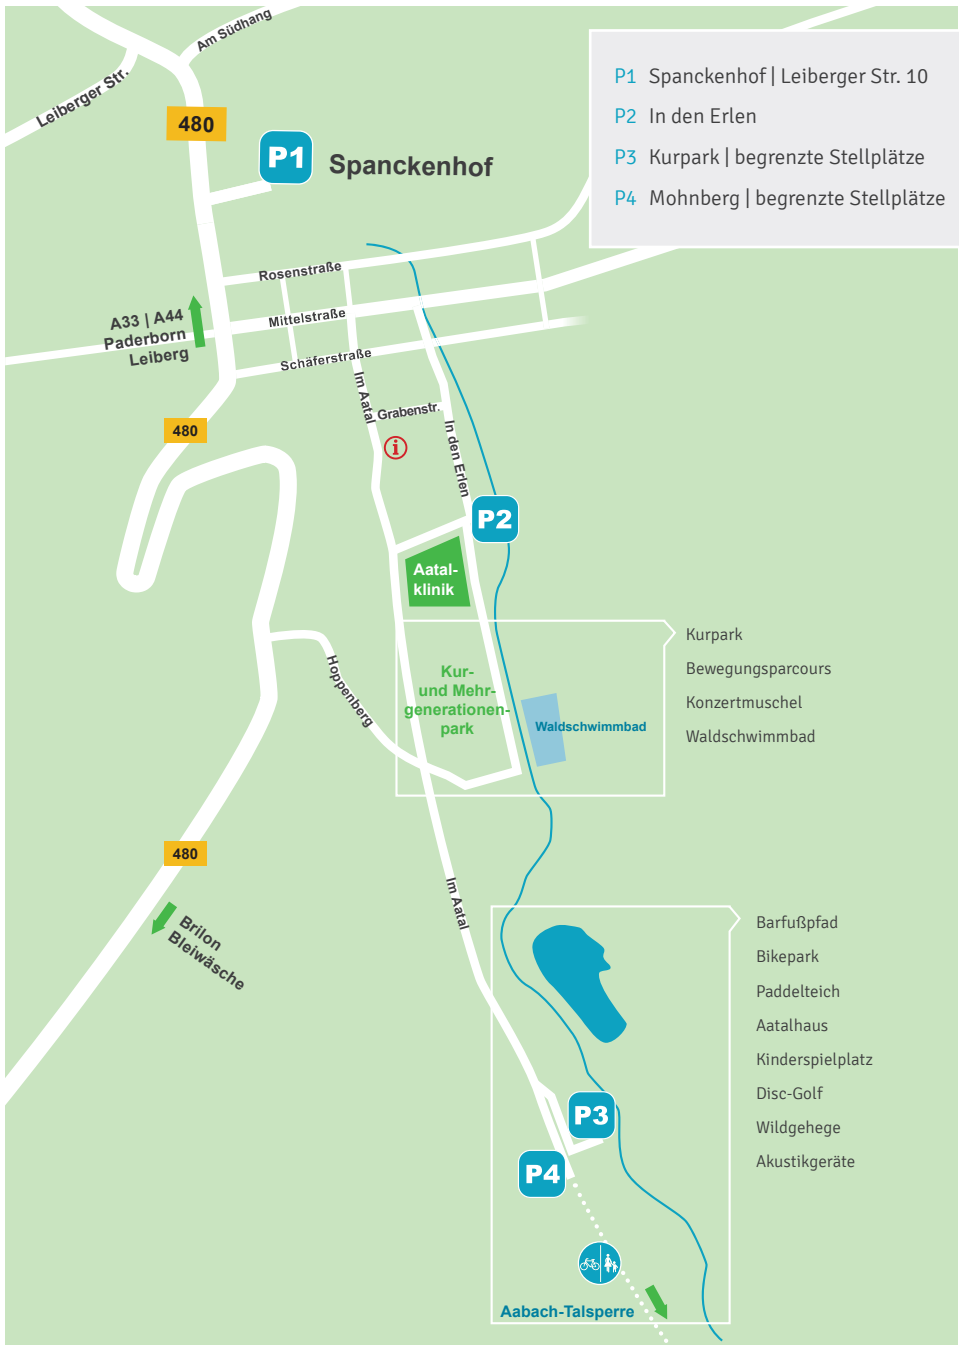 Am Südhang
Leiberger Str.
480
P1
Spanckenhof
P1 Spanckenhof | Leiberger Str. 10
P2 In den Erlen
P3 Kurpark | begrenzte Stellplätze
P4 Mohnberg | begrenzte Stellplätze
Rosenstraße
Mittelstraße
A33 | A44
Paderborn
Leiberg
Schäferstraße
Im Aatal
Grabenstr.
480
i
In den Erlen
P2
Aatal-
klinik
Kurpark
Bewegungsparcours
Konzertmuschel
Waldschwimmbad
Hoppenberg
Kur-
und Mehr-
generationen-
park
Waldschwimmbad
480
Im Aatal
Brilon
Bleiwäsche
Barfußpfad
Bikepark
Paddelteich
Aatalhaus
Kinderspielplatz
Disc-Golf
Wildgehege
Akustikgeräte
P3
P4
Aabach-Talsperre